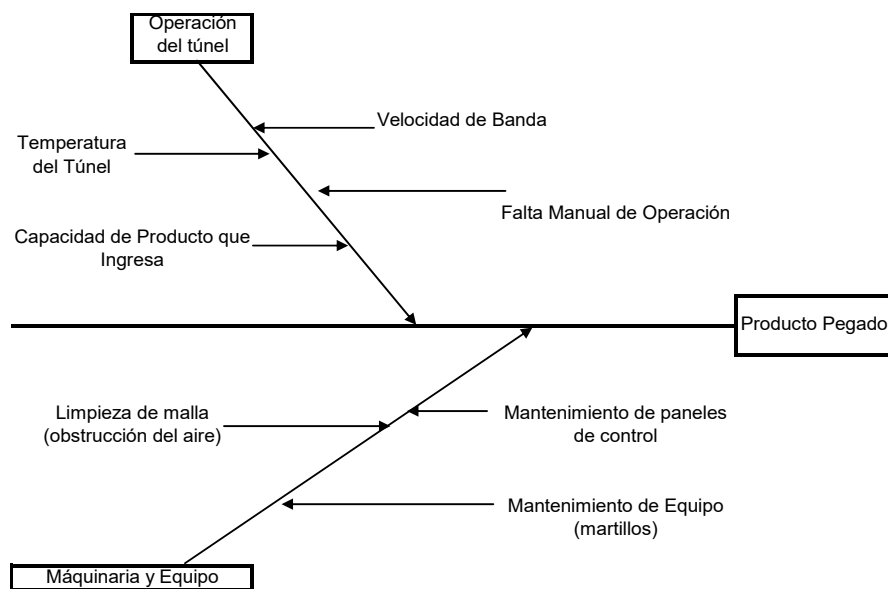 Operación
del túnel
Velocidad de Banda
Temperatura
del Túnel
Falta Manual de Operación
Capacidad de Producto que
Ingresa
Producto Pegado
Limpieza de malla
(obstrucción del aire)
Mantenimiento de paneles
de control
Mantenimiento de Equipo
(martillos)
Máquinaria y Equipo